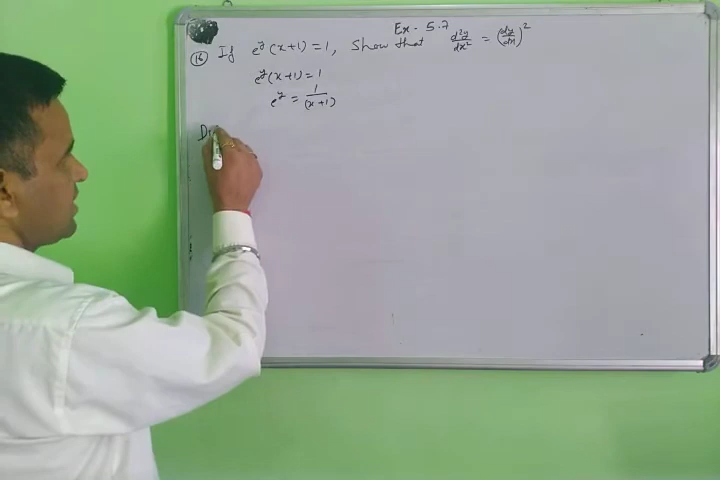 Ex - 5.7
(16) If e^y (x+1) = 1, Show that d²y/dx² = (dy/dx)²
e^y (x+1) = 1
e^y = 1/(x+1)